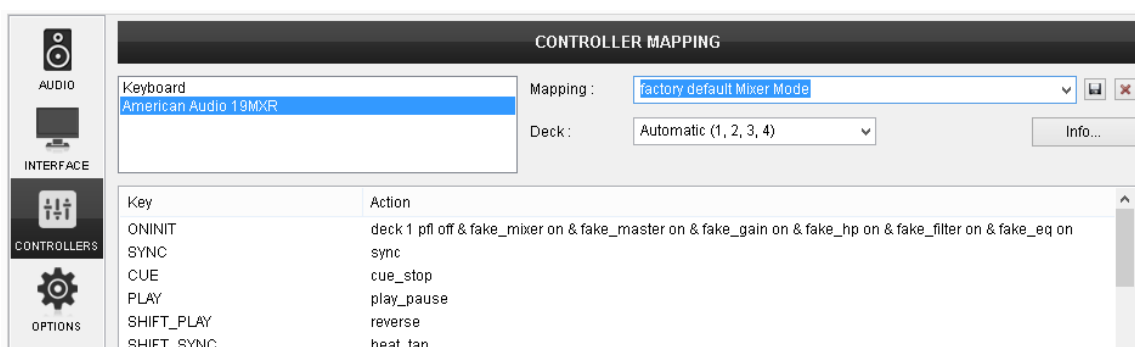 CONTROLLER MAPPING
AUDIO
INTERFACE
CONTROLLERS
OPTIONS
Keyboard
American Audio 19MXR
Mapping : factory default Mixer Mode
Deck : Automatic (1, 2, 3, 4) Info...
Key Action
ONINIT deck 1 pfl off & fake_mixer on & fake_master on & fake_gain on & fake_hp on & fake_filter on & fake_eq on
SYNC sync
CUE cue_stop
PLAY play_pause
SHIFT_PLAY reverse
SHIFT_SYNC beat_tap